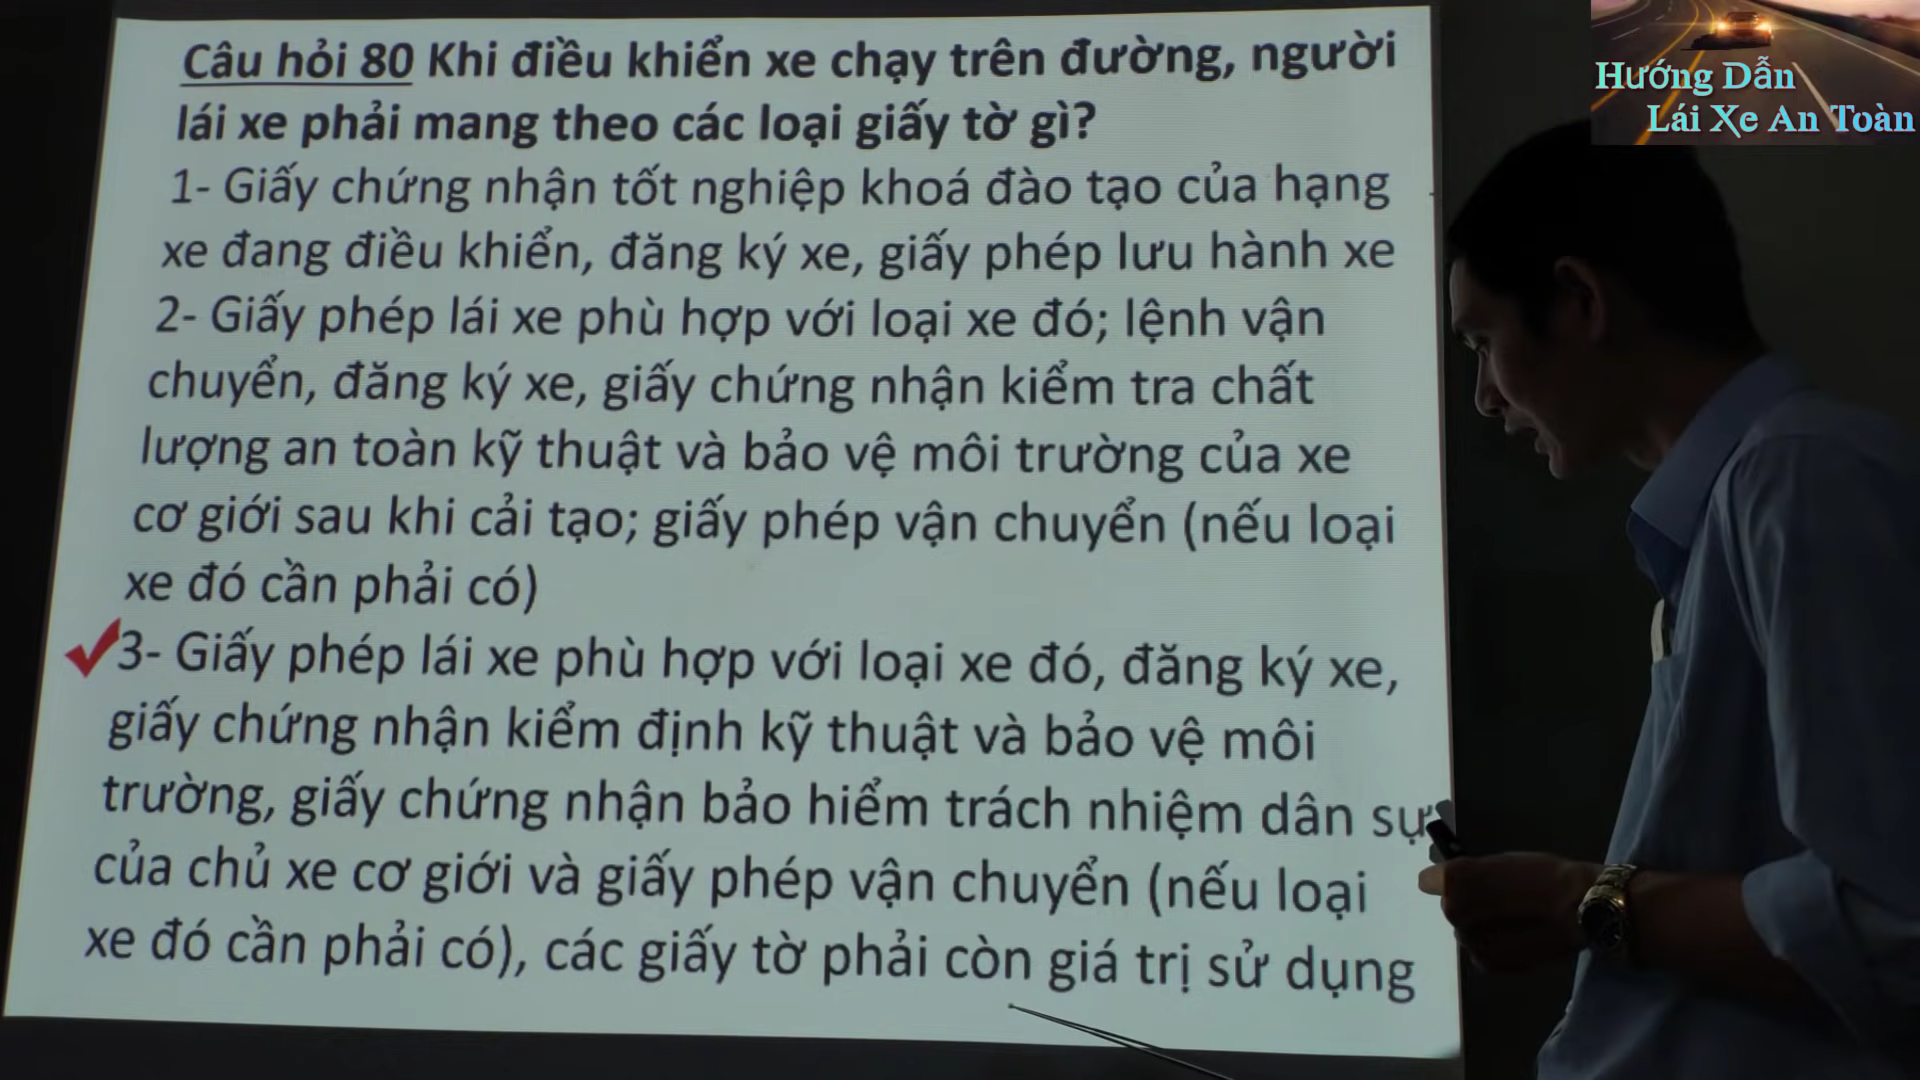 Câu hỏi 80 Khi điều khiển xe chạy trên đường, người
lái xe phải mang theo các loại giấy tờ gì?
1- Giấy chứng nhận tốt nghiệp khoá đào tạo của hạng
xe đang điều khiển, đăng ký xe, giấy phép lưu hành xe
2- Giấy phép lái xe phù hợp với loại xe đó; lệnh vận
chuyển, đăng ký xe, giấy chứng nhận kiểm tra chất
lượng an toàn kỹ thuật và bảo vệ môi trường của xe
cơ giới sau khi cải tạo; giấy phép vận chuyển (nếu loại
xe đó cần phải có)
3- Giấy phép lái xe phù hợp với loại xe đó, đăng ký xe,
giấy chứng nhận kiểm định kỹ thuật và bảo vệ môi
trường, giấy chứng nhận bảo hiểm trách nhiệm dân sự
của chủ xe cơ giới và giấy phép vận chuyển (nếu loại
xe đó cần phải có), các giấy tờ phải còn giá trị sử dụng
Hướng Dẫn
Lái Xe An Toàn